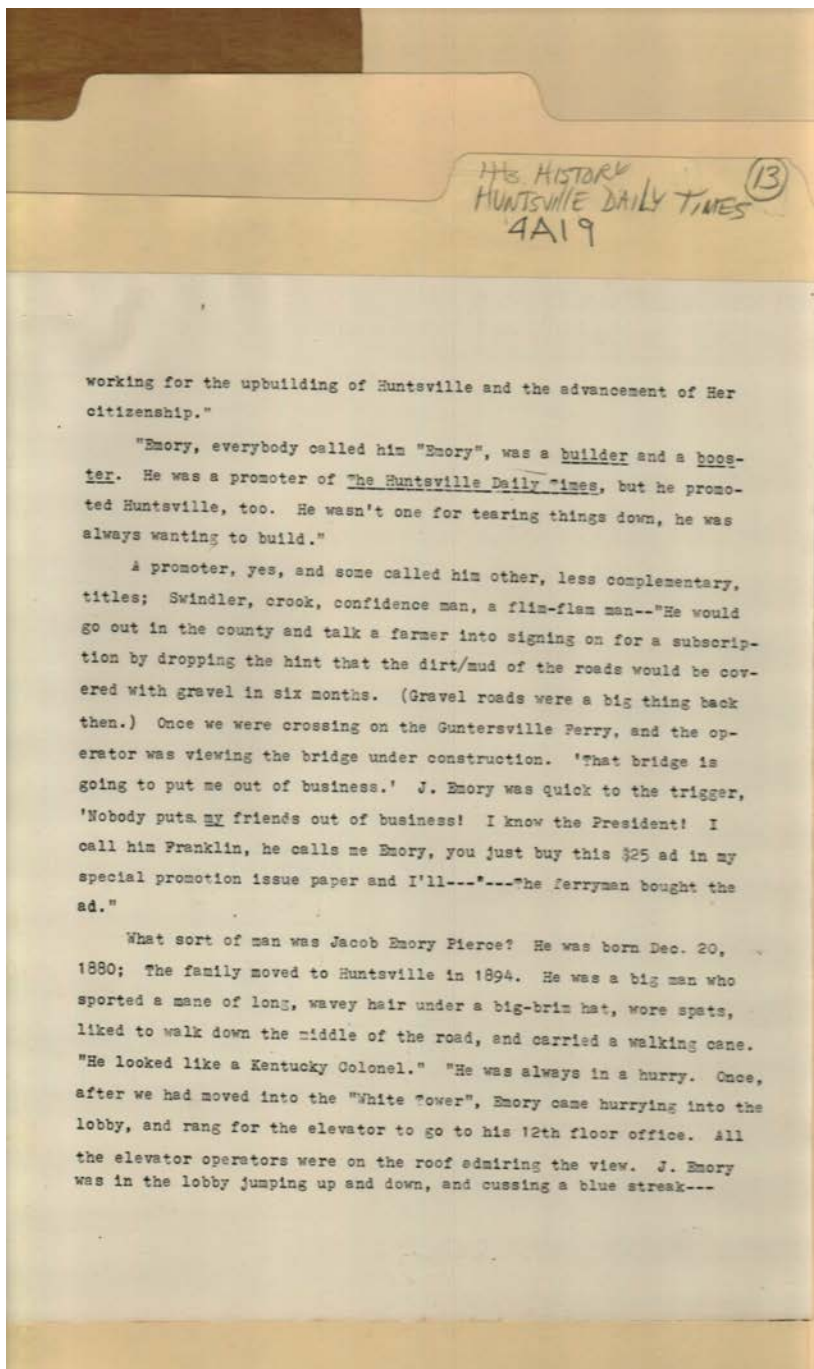 Hts HISTORY (13)
HUNTSVILLE DAILY TIMES
4A19
working for the upbuilding of Huntsville and the advancement of Her
citizenship."
"Emory, everybody called him "Emory", was a builder and a boos-
ter. He was a promoter of The Huntsville Daily Times, but he promo-
ted Huntsville, too. He wasn't one for tearing things down, he was
always wanting to build."
A promoter, yes, and some called him other, less complementary,
titles; Swindler, crook, confidence man, a flim-flam man--"He would
go out in the county and talk a farmer into signing on for a subscrip-
tion by dropping the hint that the dirt/mud of the roads would be cov-
ered with gravel in six months. (Gravel roads were a big thing back
then.) Once we were crossing on the Guntersville Ferry, and the op-
erator was viewing the bridge under construction. 'That bridge is
going to put me out of business.' J. Emory was quick to the trigger,
'Nobody puts my friends out of business! I know the President! I
call him Franklin, he calls me Emory, you just buy this $25 ad in my
special promotion issue paper and I'll---"---The ferryman bought the
ad."
What sort of man was Jacob Emory Pierce? He was born Dec. 20,
1880; The family moved to Huntsville in 1894. He was a big man who
sported a mane of long, wavey hair under a big-brim hat, wore spats,
liked to walk down the middle of the road, and carried a walking cane.
"He looked like a Kentucky Colonel." "He was always in a hurry. Once,
after we had moved into the "White Tower", Emory came hurrying into the
lobby, and rang for the elevator to go to his 12th floor office. All
the elevator operators were on the roof admiring the view. J. Emory
was in the lobby jumping up and down, and cussing a blue streak---